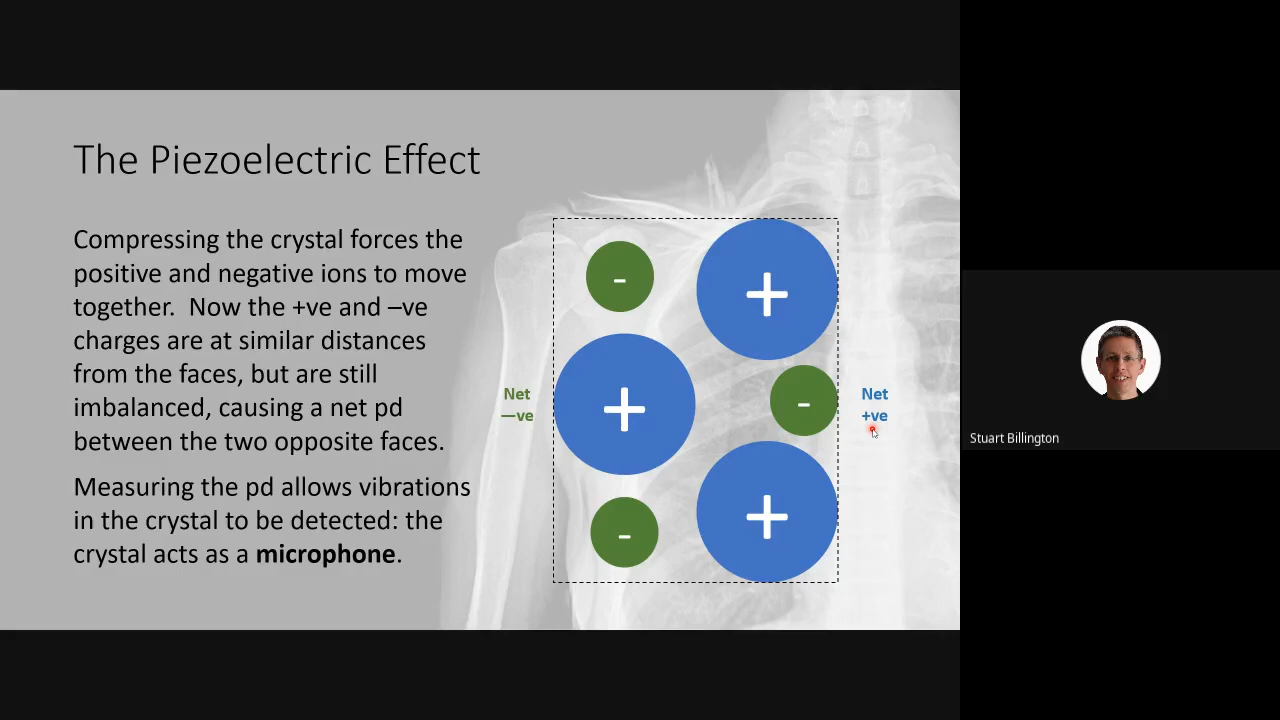 The Piezoelectric Effect
Compressing the crystal forces the
positive and negative ions to move
together.  Now the +ve and –ve
charges are at similar distances
from the faces, but are still
imbalanced, causing a net pd
between the two opposite faces.
Measuring the pd allows vibrations
in the crystal to be detected: the
crystal acts as a microphone.
-
+
Net
—ve
+
-
Net
+ve
-
+
Stuart Billington